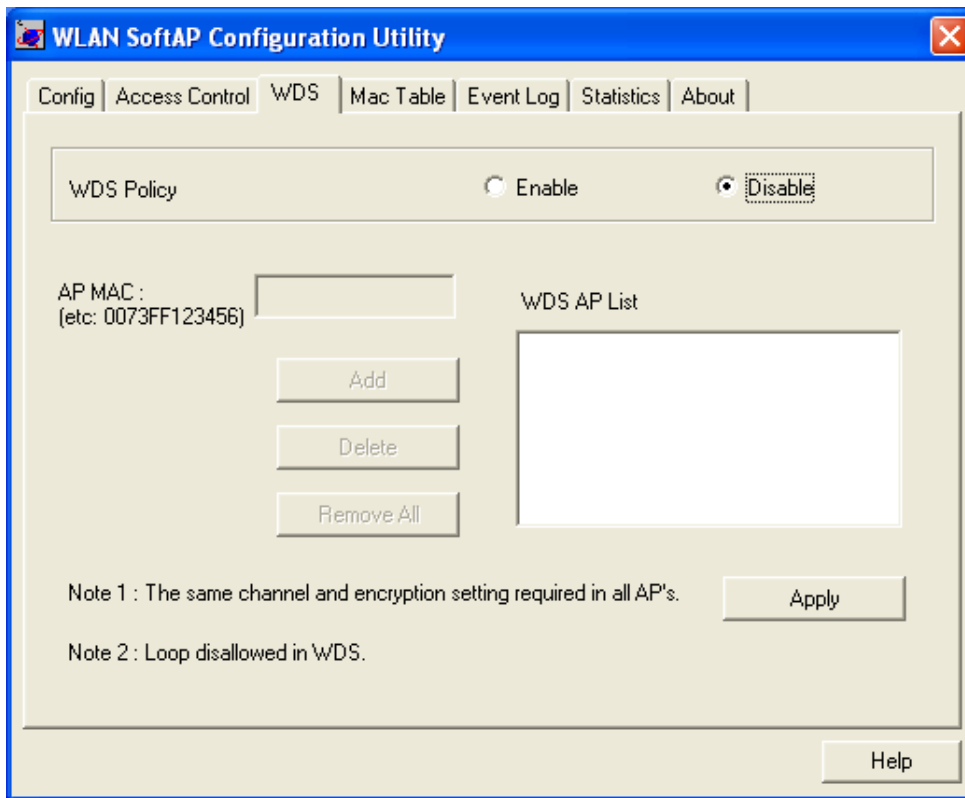 WLAN SoftAP Configuration Utility
Config Access Control WDS Mac Table Event Log Statistics About
WDS Policy Enable Disable
AP MAC :
(etc: 0073FF123456)
WDS AP List
Add
Delete
Remove All
Note 1 : The same channel and encryption setting required in all AP's.
Apply
Note 2 : Loop disallowed in WDS.
Help